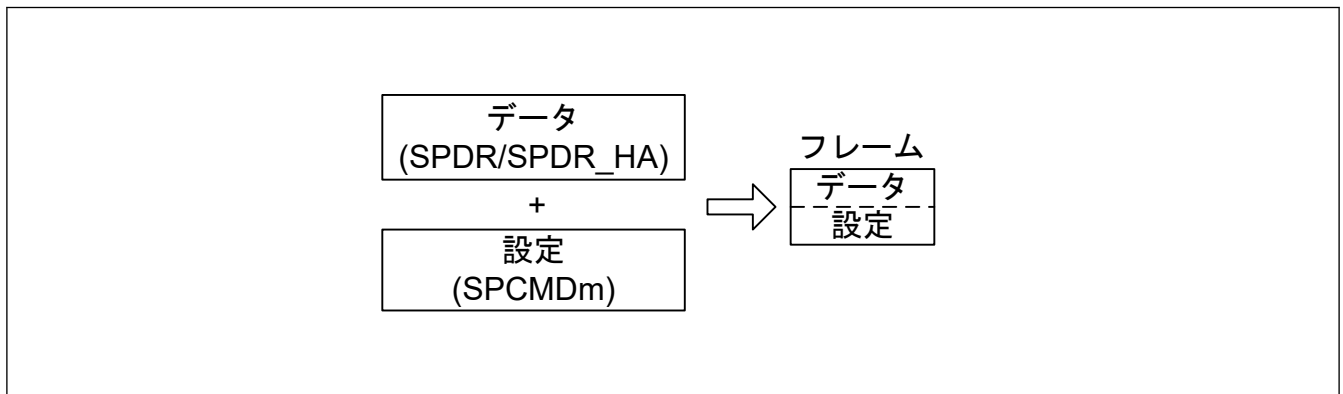 データ
(SPDR/SPDR_HA)
+
設定
(SPCMDm)
フレーム
データ
設定